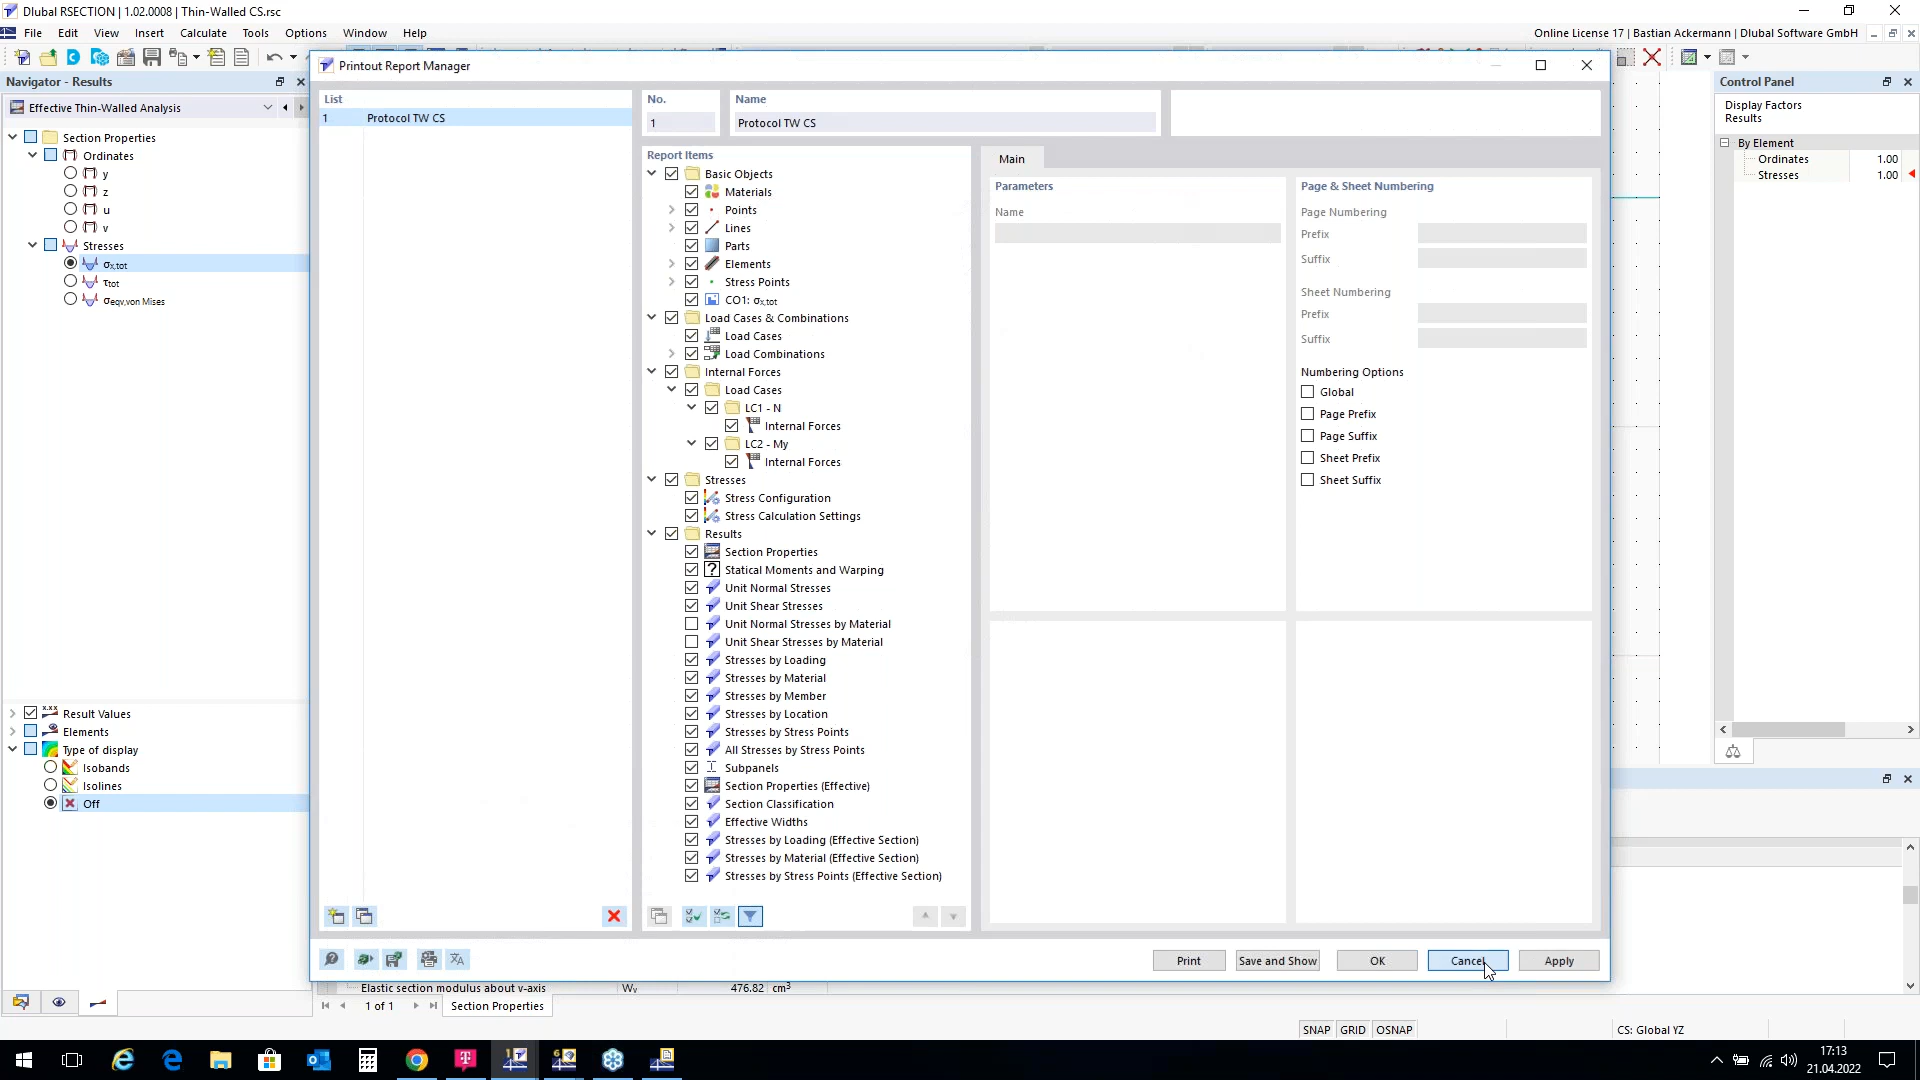 Dlubal RSECTION | 1.02.0008 | Thin-Walled CS.rsc
File Edit View Insert Calculate Tools Options Window Help
Online License 17 | Bastian Ackermann | Dlubal Software GmbH
Navigator - Results
Effective Thin-Walled Analysis
Section Properties
Ordinates
y
z
u
v
Stresses
σx,tot
τtot
σeqv,von Mises
Result Values
Elements
Type of display
Isobands
Isolines
Off
Printout Report Manager
List
1 Protocol TW CS
No.
1
Name
Protocol TW CS
Report Items
Basic Objects
Materials
Points
Lines
Parts
Elements
Stress Points
CO1: σx,tot
Load Cases & Combinations
Load Cases
Load Combinations
Internal Forces
Load Cases
LC1 - N
Internal Forces
LC2 - My
Internal Forces
Stresses
Stress Configuration
Stress Calculation Settings
Results
Section Properties
Statical Moments and Warping
Unit Normal Stresses
Unit Shear Stresses
Unit Normal Stresses by Material
Unit Shear Stresses by Material
Stresses by Loading
Stresses by Material
Stresses by Member
Stresses by Location
Stresses by Stress Points
All Stresses by Stress Points
Subpanels
Section Properties (Effective)
Section Classification
Effective Widths
Stresses by Loading (Effective Section)
Stresses by Material (Effective Section)
Stresses by Stress Points (Effective Section)
Main
Parameters
Name
Page & Sheet Numbering
Page Numbering
Prefix
Suffix
Sheet Numbering
Prefix
Suffix
Numbering Options
Global
Page Prefix
Page Suffix
Sheet Prefix
Sheet Suffix
Print
Save and Show
OK
Cancel
Apply
Control Panel
Display Factors
Results
By Element
Ordinates 1.00
Stresses 1.00
Elastic section modulus about y-axis Wy 476.82 cm3
1 of 1
Section Properties
SNAP GRID OSNAP
CS: Global YZ
17:13
21.04.2022